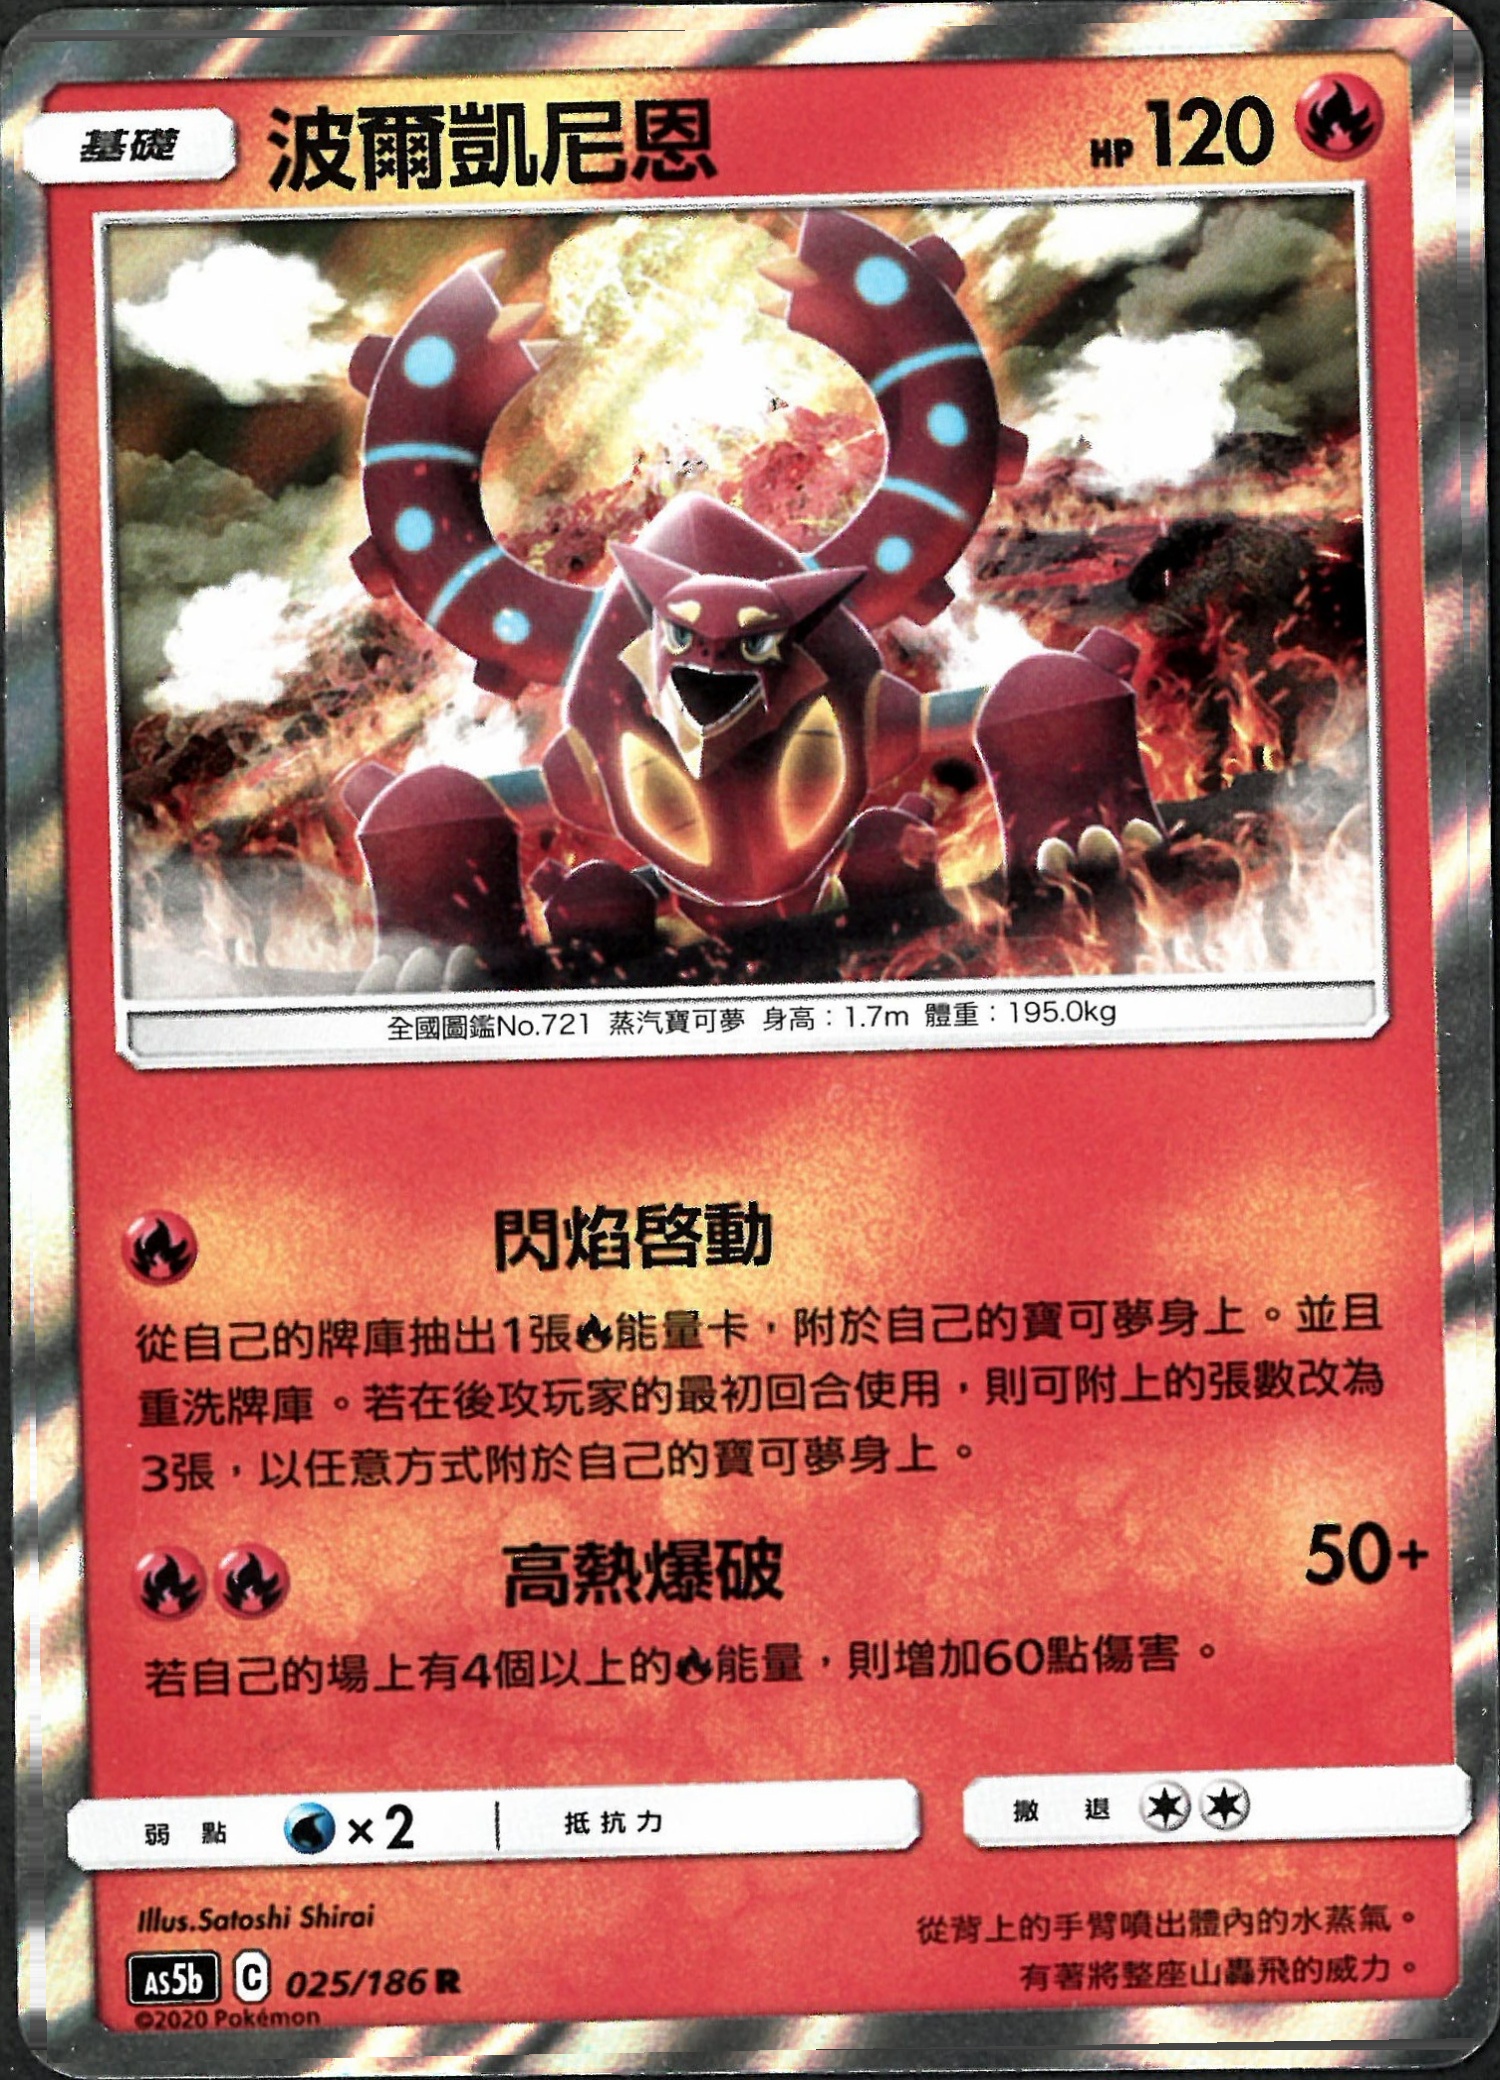 基礎 波爾凱尼恩 HP 120
全國圖鑑No.721 蒸汽寶可夢 身高：1.7m 體重：195.0kg
閃焰啓動
從自己的牌庫抽出1張能量卡，附於自己的寶可夢身上。並且
重洗牌庫。若在後攻玩家的最初回合使用，則可附上的張數改為
3張，以任意方式附於自己的寶可夢身上。
高熱爆破 50+
若自己的場上有4個以上的能量，則增加60點傷害。
弱點 ×2 抵抗力 撤退
Illus.Satoshi Shirai
從背上的手臂噴出體內的水蒸氣。
有著將整座山轟飛的威力。
AS5b C 025/186 R
©2020 Pokémon